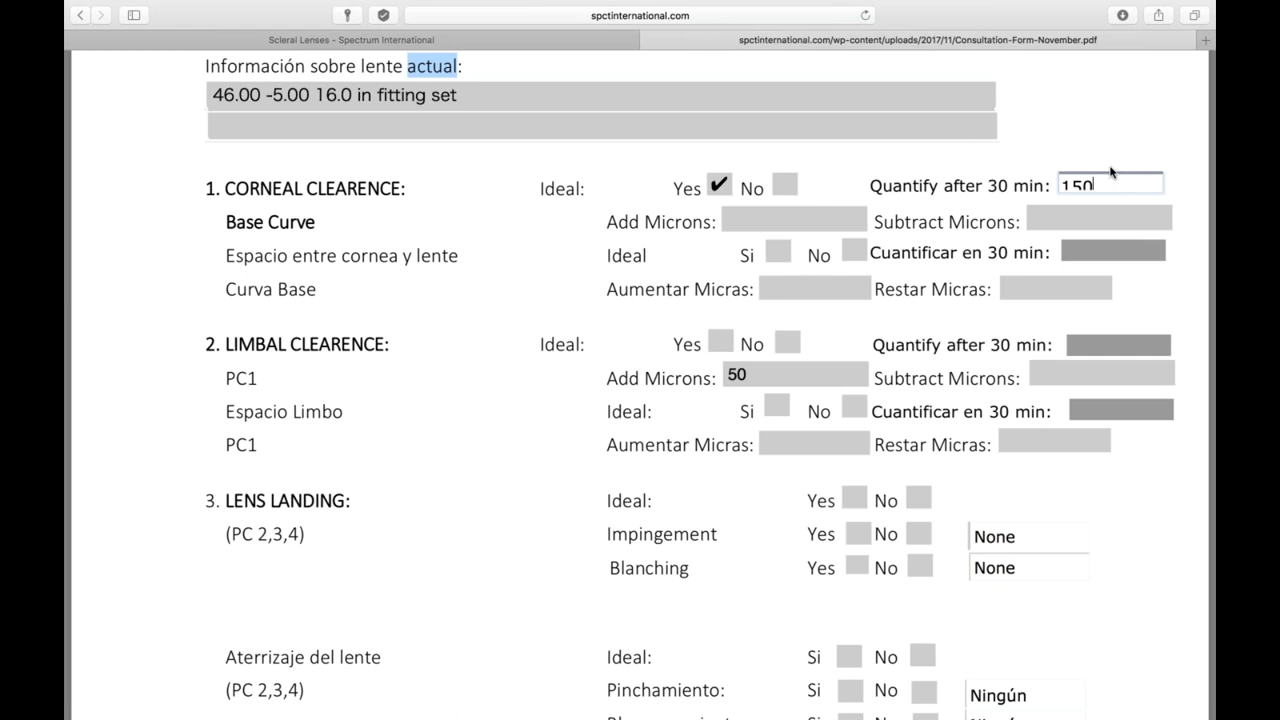 spctinternational.com
Scleral Lenses - Spectrum International
spctinternational.com/wp-content/uploads/2017/11/Consultation-Form-November.pdf
Información sobre lente actual:
46.00 -5.00 16.0 in fitting set
1. CORNEAL CLEARENCE: Ideal: Yes ✔ No Quantify after 30 min: 150
Base Curve Add Microns: Subtract Microns:
Espacio entre cornea y lente Ideal Si No Cuantificar en 30 min:
Curva Base Aumentar Micras: Restar Micras:
2. LIMBAL CLEARENCE: Ideal: Yes No Quantify after 30 min:
PC1 Add Microns: 50 Subtract Microns:
Espacio Limbo Ideal: Si No Cuantificar en 30 min:
PC1 Aumentar Micras: Restar Micras:
3. LENS LANDING: Ideal: Yes No
(PC 2,3,4) Impingement Yes No None
Blanching Yes No None
Aterrizaje del lente Ideal: Si No
(PC 2,3,4) Pinchamiento: Si No Ningún